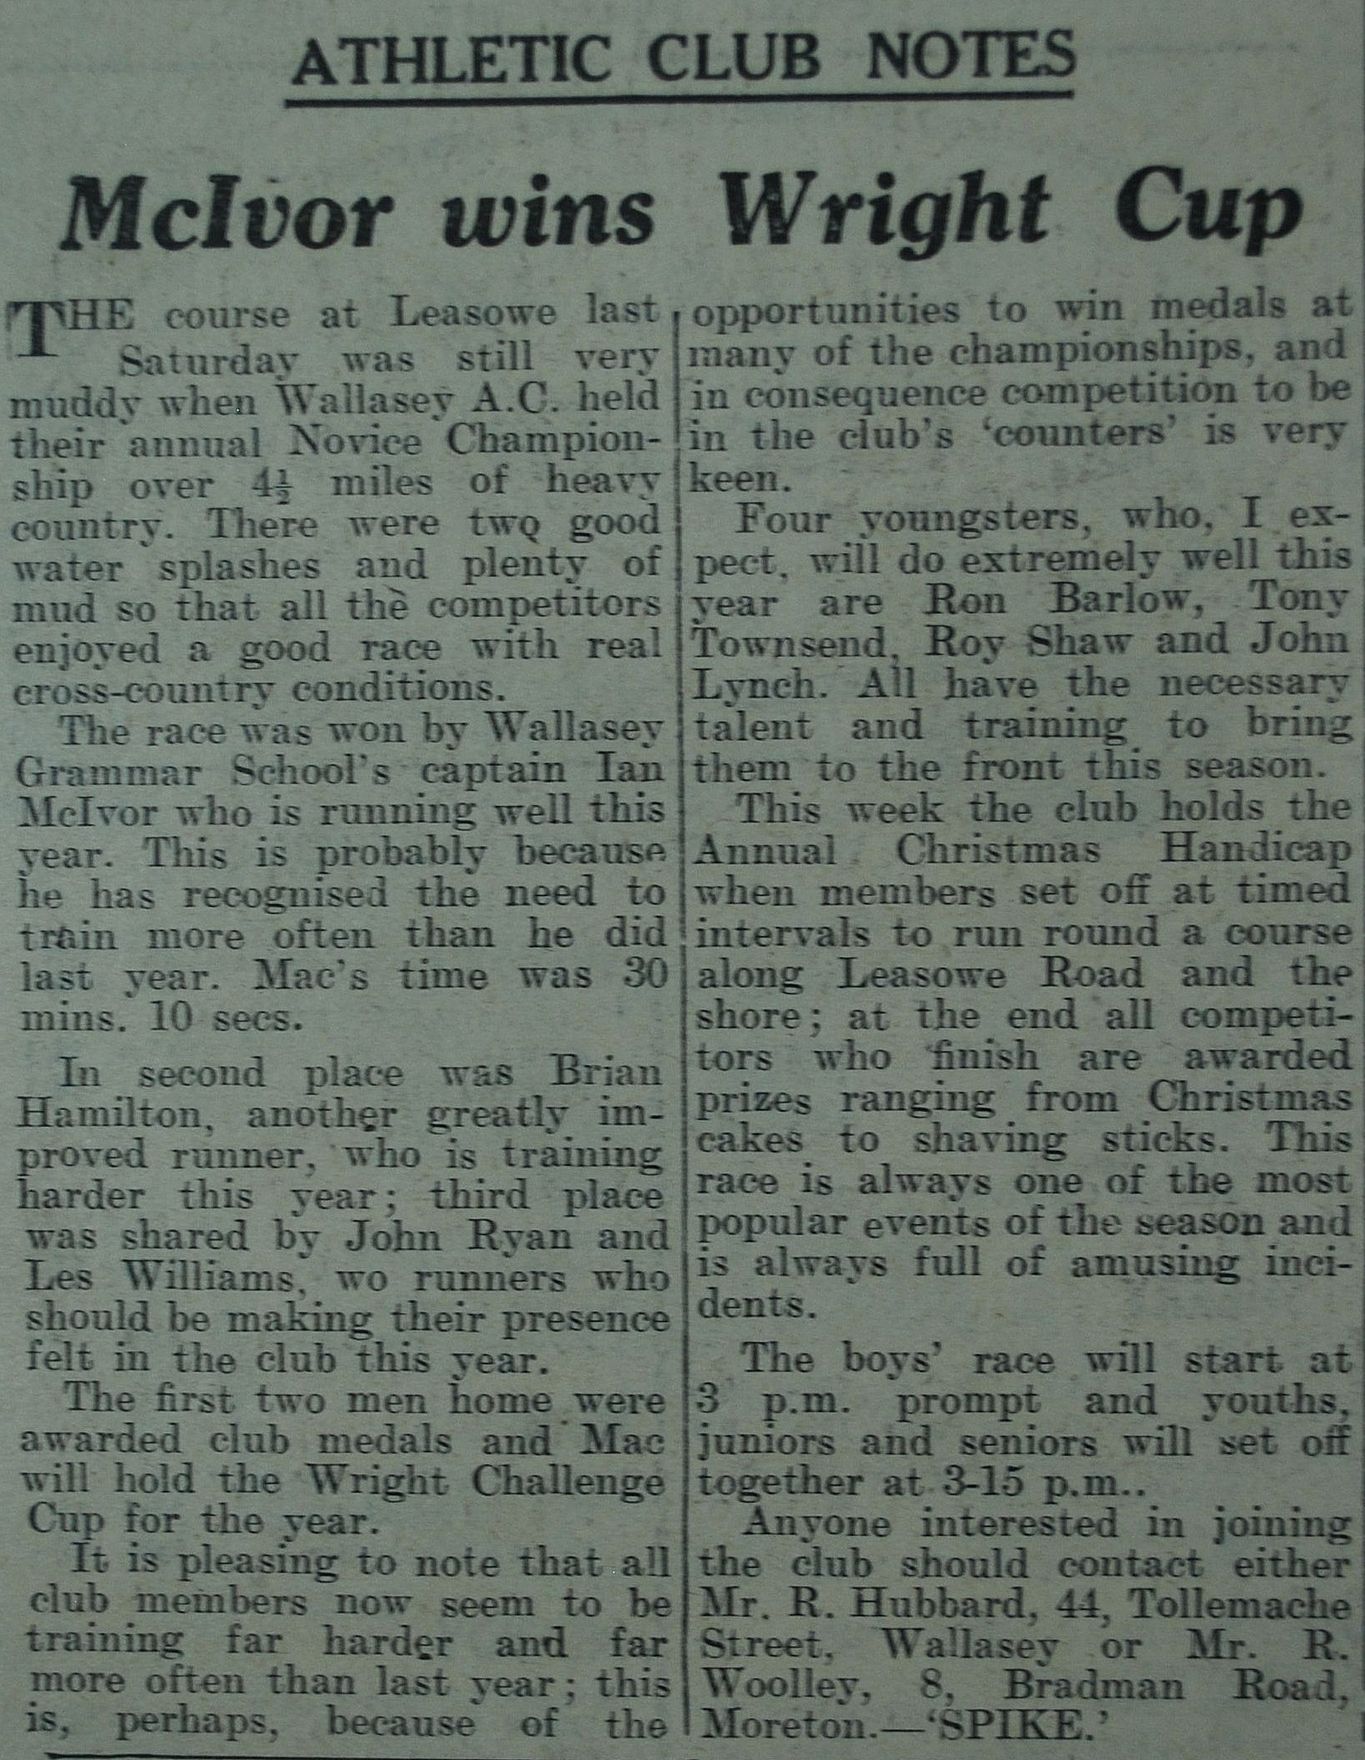 ATHLETIC CLUB NOTES
McIvor wins Wright Cup
THE course at Leasowe last
Saturday was still very
muddy when Wallasey A.C. held
their annual Novice Champion-
ship over 4½ miles of heavy
country. There were two good
water splashes and plenty of
mud so that all the competitors
enjoyed a good race with real
cross-country conditions.
The race was won by Wallasey
Grammar School's captain Ian
McIvor who is running well this
year. This is probably because
he has recognised the need to
train more often than he did
last year. Mac's time was 30
mins. 10 secs.
In second place was Brian
Hamilton, another greatly im-
proved runner, who is training
harder this year; third place
was shared by John Ryan and
Les Williams, wo runners who
should be making their presence
felt in the club this year.
The first two men home were
awarded club medals and Mac
will hold the Wright Challenge
Cup for the year.
It is pleasing to note that all
club members now seem to be
training far harder and far
more often than last year; this
is, perhaps, because of the
opportunities to win medals at
many of the championships, and
in consequence competition to be
in the club's 'counters' is very
keen.
Four youngsters, who, I ex-
pect, will do extremely well this
year are Ron Barlow, Tony
Townsend, Roy Shaw and John
Lynch. All have the necessary
talent and training to bring
them to the front this season.
This week the club holds the
Annual Christmas Handicap
when members set off at timed
intervals to run round a course
along Leasowe Road and the
shore; at the end all competi-
tors who finish are awarded
prizes ranging from Christmas
cakes to shaving sticks. This
race is always one of the most
popular events of the season and
is always full of amusing inci-
dents.
The boys' race will start at
3 p.m. prompt and youths,
juniors and seniors will set off
together at 3-15 p.m..
Anyone interested in joining
the club should contact either
Mr. R. Hubbard, 44, Tollemache
Street, Wallasey or Mr. R.
Woolley, 8, Bradman Road,
Moreton.—'SPIKE.'